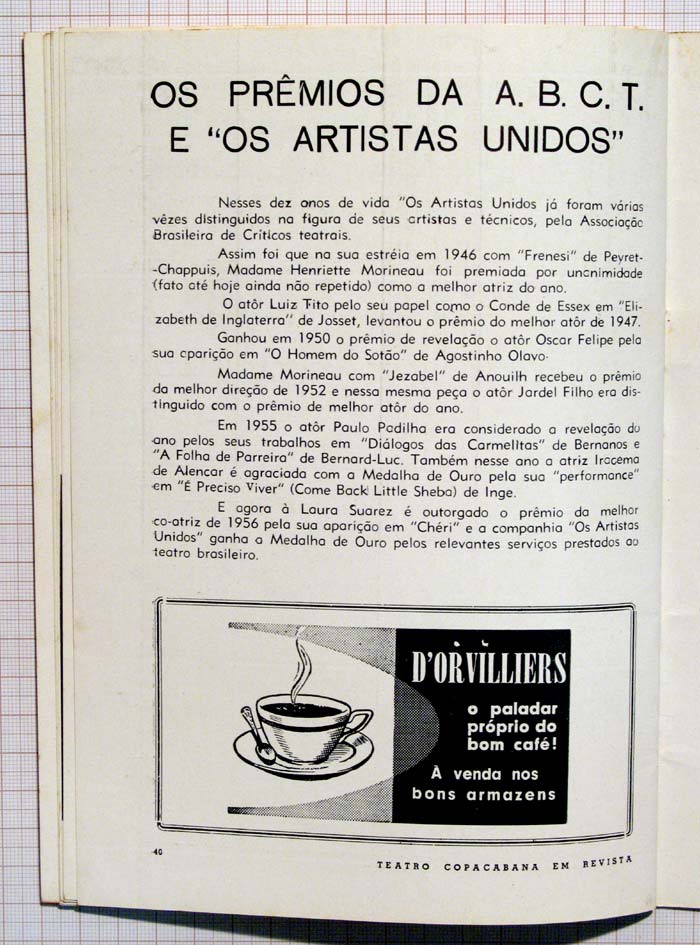 OS PRÊMIOS DA A. B. C. T.
E "OS ARTISTAS UNIDOS"
Nesses dez anos de vida "Os Artistas Unidos já foram várias
vêzes distinguidos na figura de seus artistas e técnicos, pela Associação
Brasileira de Críticos teatrais.
Assim foi que na sua estréia em 1946 com "Frenesi" de Peyret-
-Chappuis, Madame Henriette Morineau foi premiada por unanimidade
(fato até hoje ainda não repetido) como a melhor atriz do ano.
O atôr Luiz Tito pelo seu papel como o Conde de Essex em "Eli-
zabeth de Inglaterra" de Josset, levantou o prêmio do melhor atôr de 1947.
Ganhou em 1950 o prêmio de revelação o atôr Oscar Felipe pela
sua aparição em "O Homem do Sotão" de Agostinho Olavo.
Madame Morineau com "Jezabel" de Anouilh recebeu o prêmio
da melhor direção de 1952 e nessa mesma peça o atôr Jardel Filho era dis-
tinguido com o prêmio de melhor atôr do ano.
Em 1955 o atôr Paulo Padilha era considerado a revelação do
ano pelos seus trabalhos em "Diálogos das Carmelitas" de Bernanos e
"A Folha de Parreira" de Bernard-Luc. Também nesse ano a atriz Iracema
de Alencar é agraciada com a Medalha de Ouro pela sua "performance"
em "É Preciso Viver" (Come Back Little Sheba) de Inge.
E agora à Laura Suarez é outorgado o prêmio da melhor
co-atriz de 1956 pela sua aparição em "Chéri" e a companhia "Os Artistas
Unidos" ganha a Medalha de Ouro pelos relevantes serviços prestados ao
teatro brasileiro.
D'ORVILLIERS
o paladar
próprio do
bom café!
À venda nos
bons armazens
40
TEATRO COPACABANA EM REVISTA